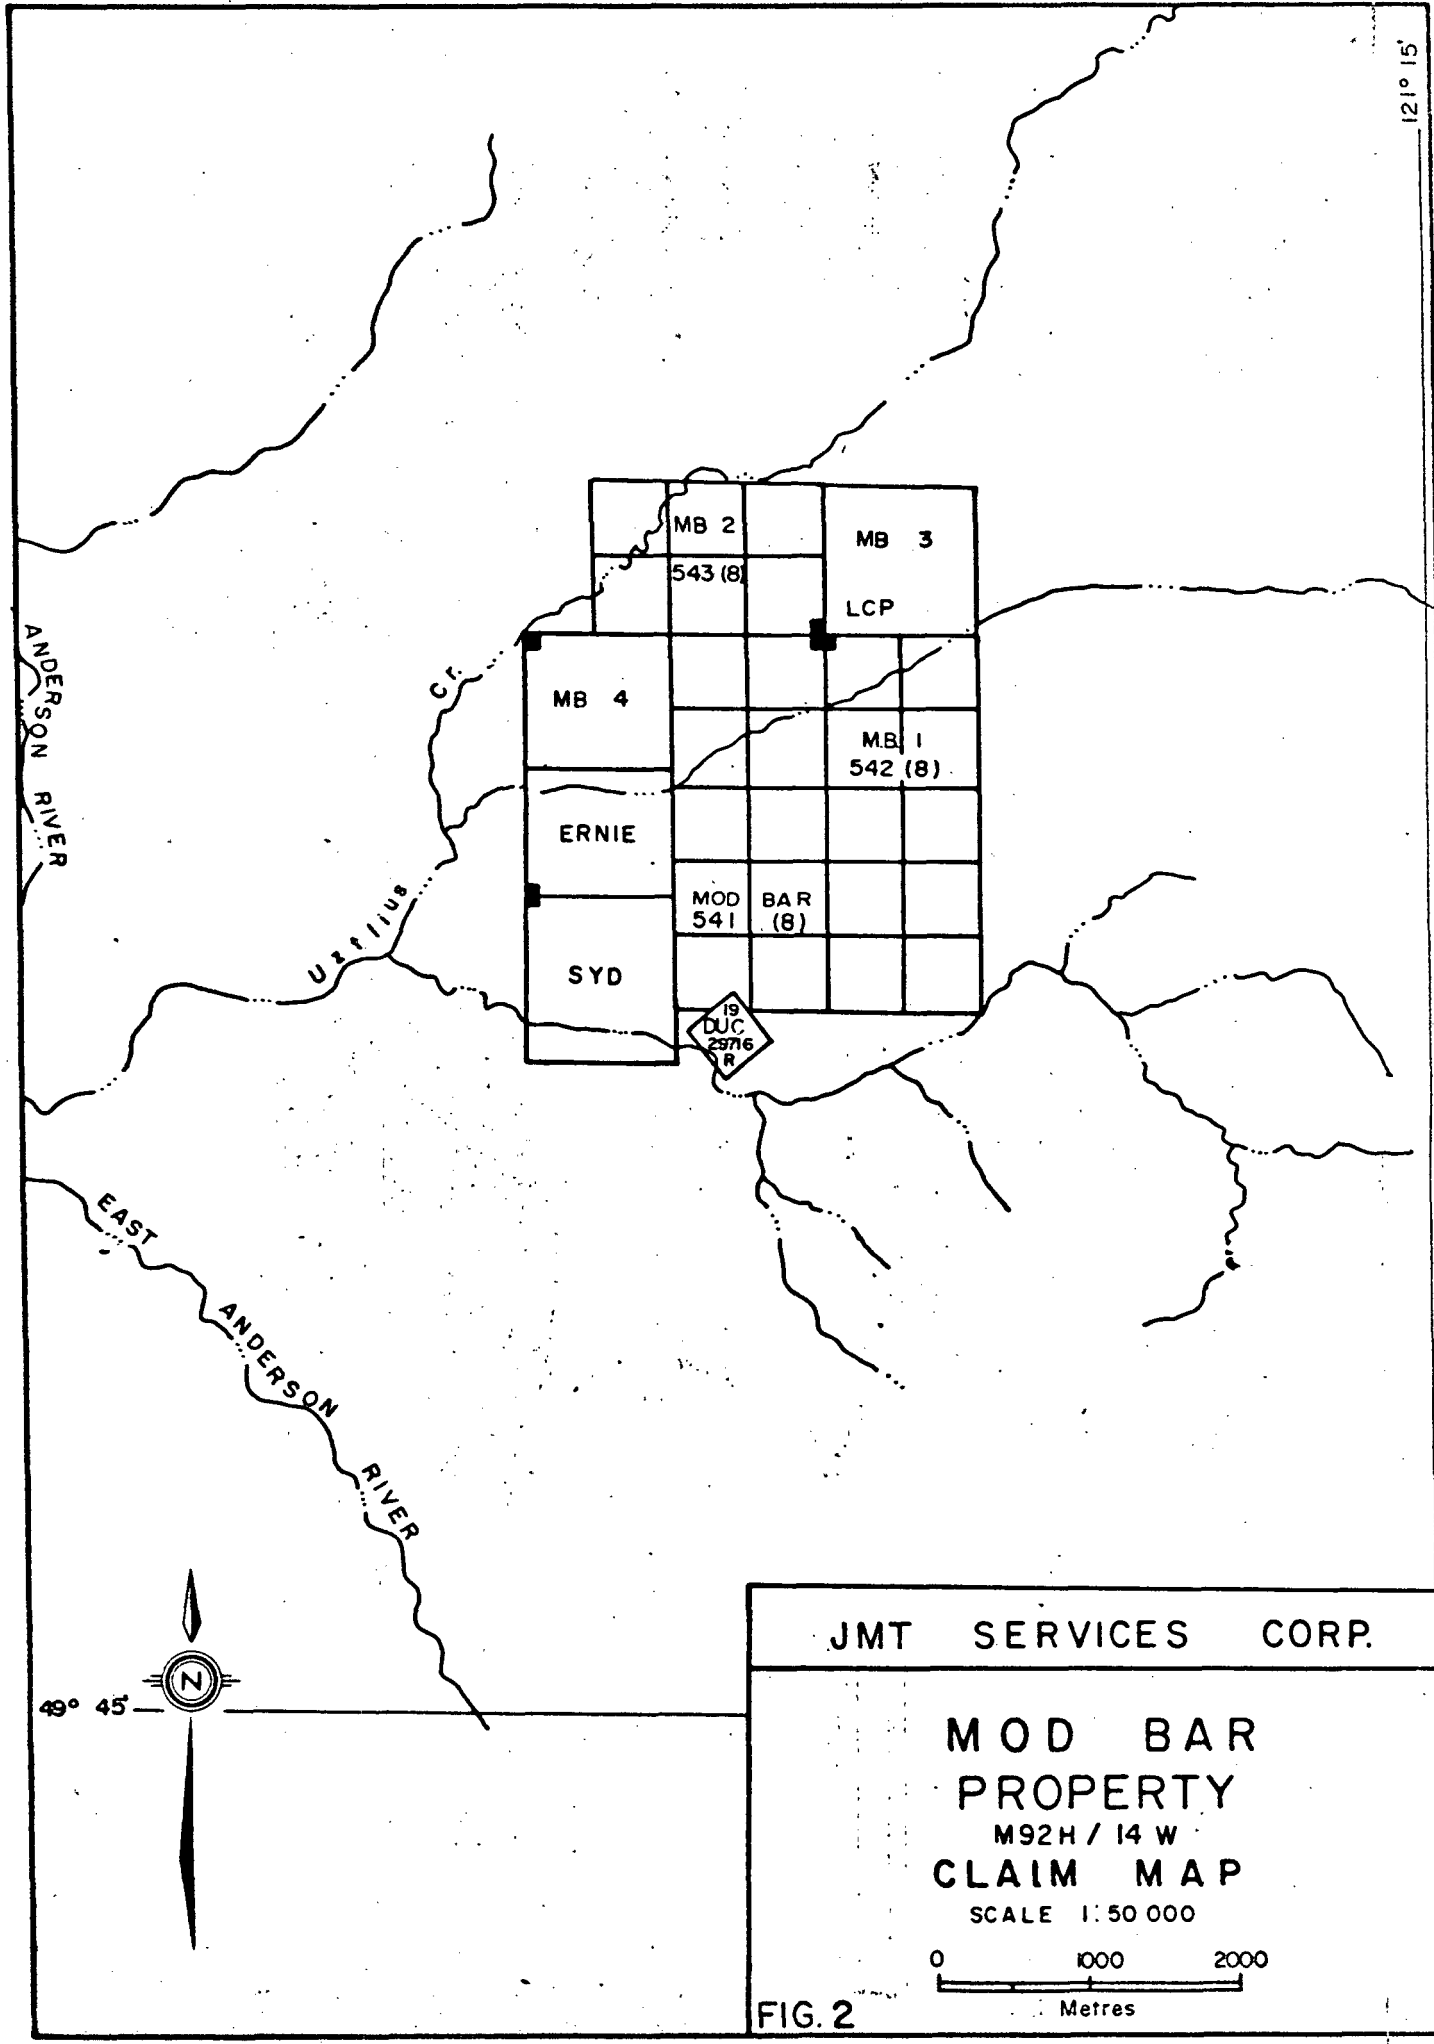 121° 15'
MB 2
543 (8)
MB 3
LCP
ANDERSON RIVER
Cr.
MB 4
M.B. 1
542 (8)
ERNIE
MOD BAR
541 (8)
Uztlius
SYD
19
DUC
29716
R
EAST ANDERSON RIVER
N
49° 45'
JMT SERVICES CORP.
MOD BAR
PROPERTY
M92H / 14 W
CLAIM MAP
SCALE 1:50 000
0 1000 2000
Metres
FIG. 2